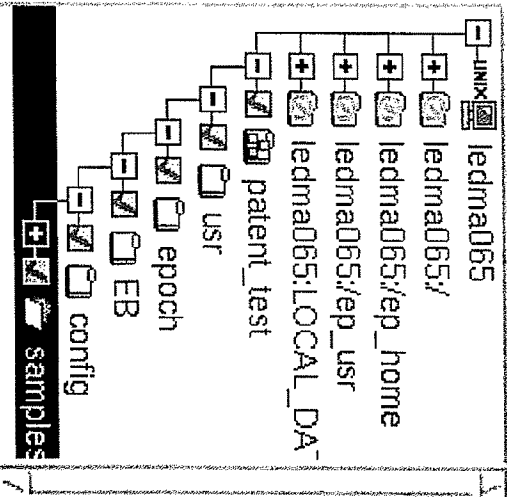 UNIX ledma065
ledma065:/
ledma065:/ep_home
ledma065:/ep_usr
ledma065:LOCAL_DA
patent_test
usr
epoch
EB
config
samples